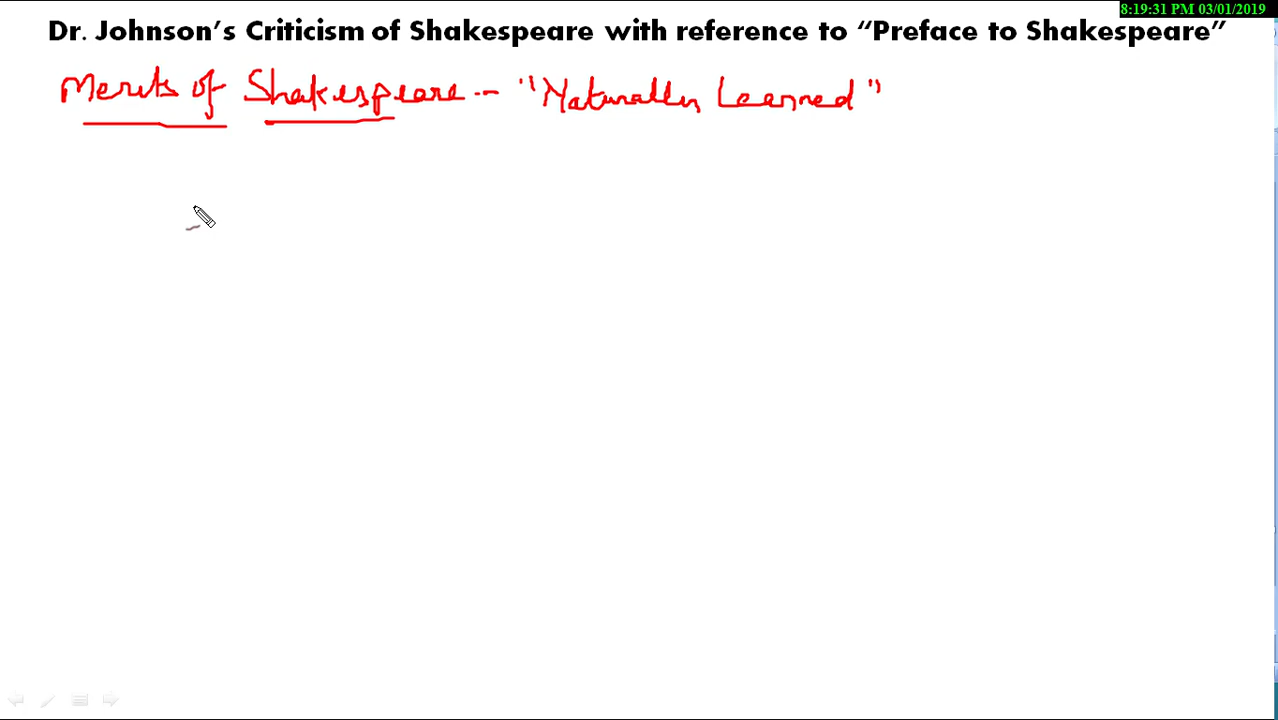 8:19:31 PM 03/01/2019
Dr. Johnson's Criticism of Shakespeare with reference to “Preface to Shakespeare”
Merits of Shakespeare -- "Naturally Learned"